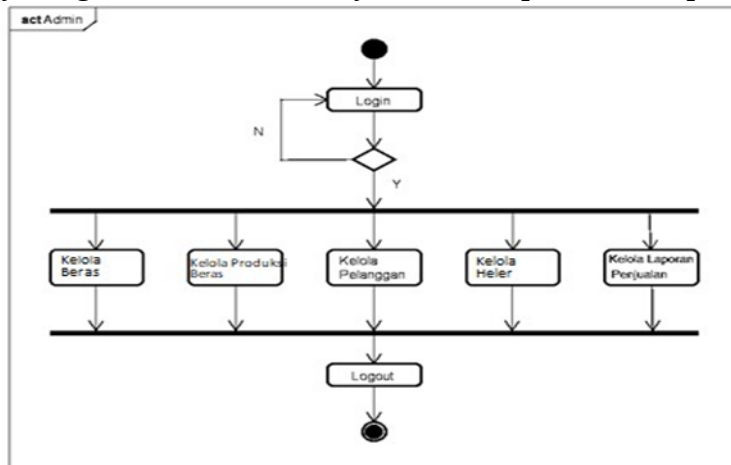 act Admin
Login
N
Y
Kelola
Beras
Kelola Produksi
Beras
Kelola
Pelanggan
Kelola
Heler
Kelola Laporan
Penjualan
Logout